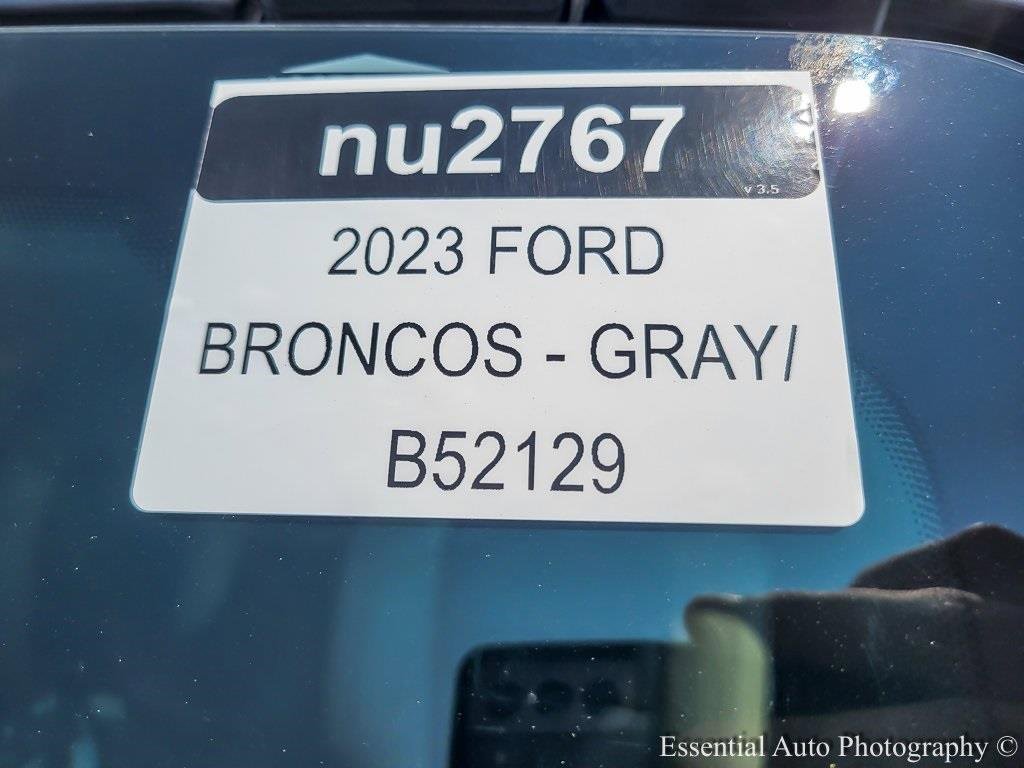 nu2767
v 3.5
2023 FORD
BRONCOS - GRAY/
B52129
Essential Auto Photography ©